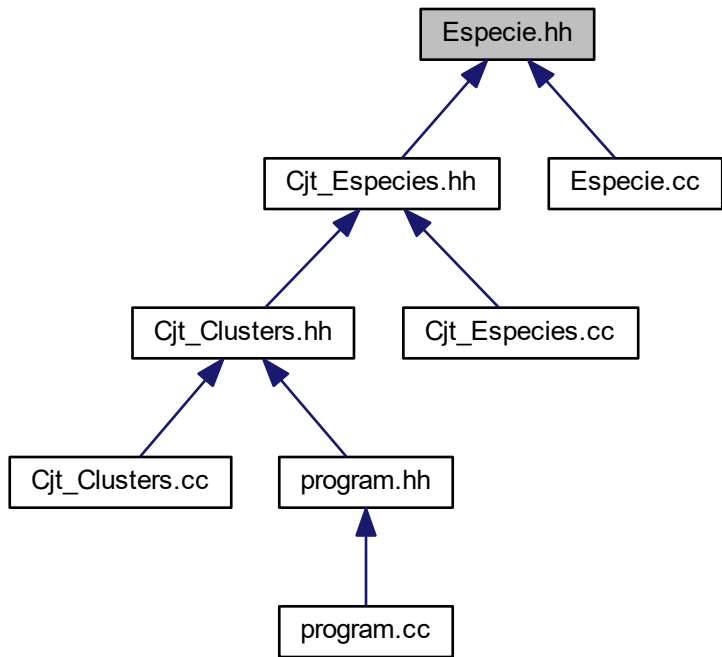 Especie.hh
Cjt_Especies.hh
Especie.cc
Cjt_Clusters.hh
Cjt_Especies.cc
Cjt_Clusters.cc
program.hh
program.cc